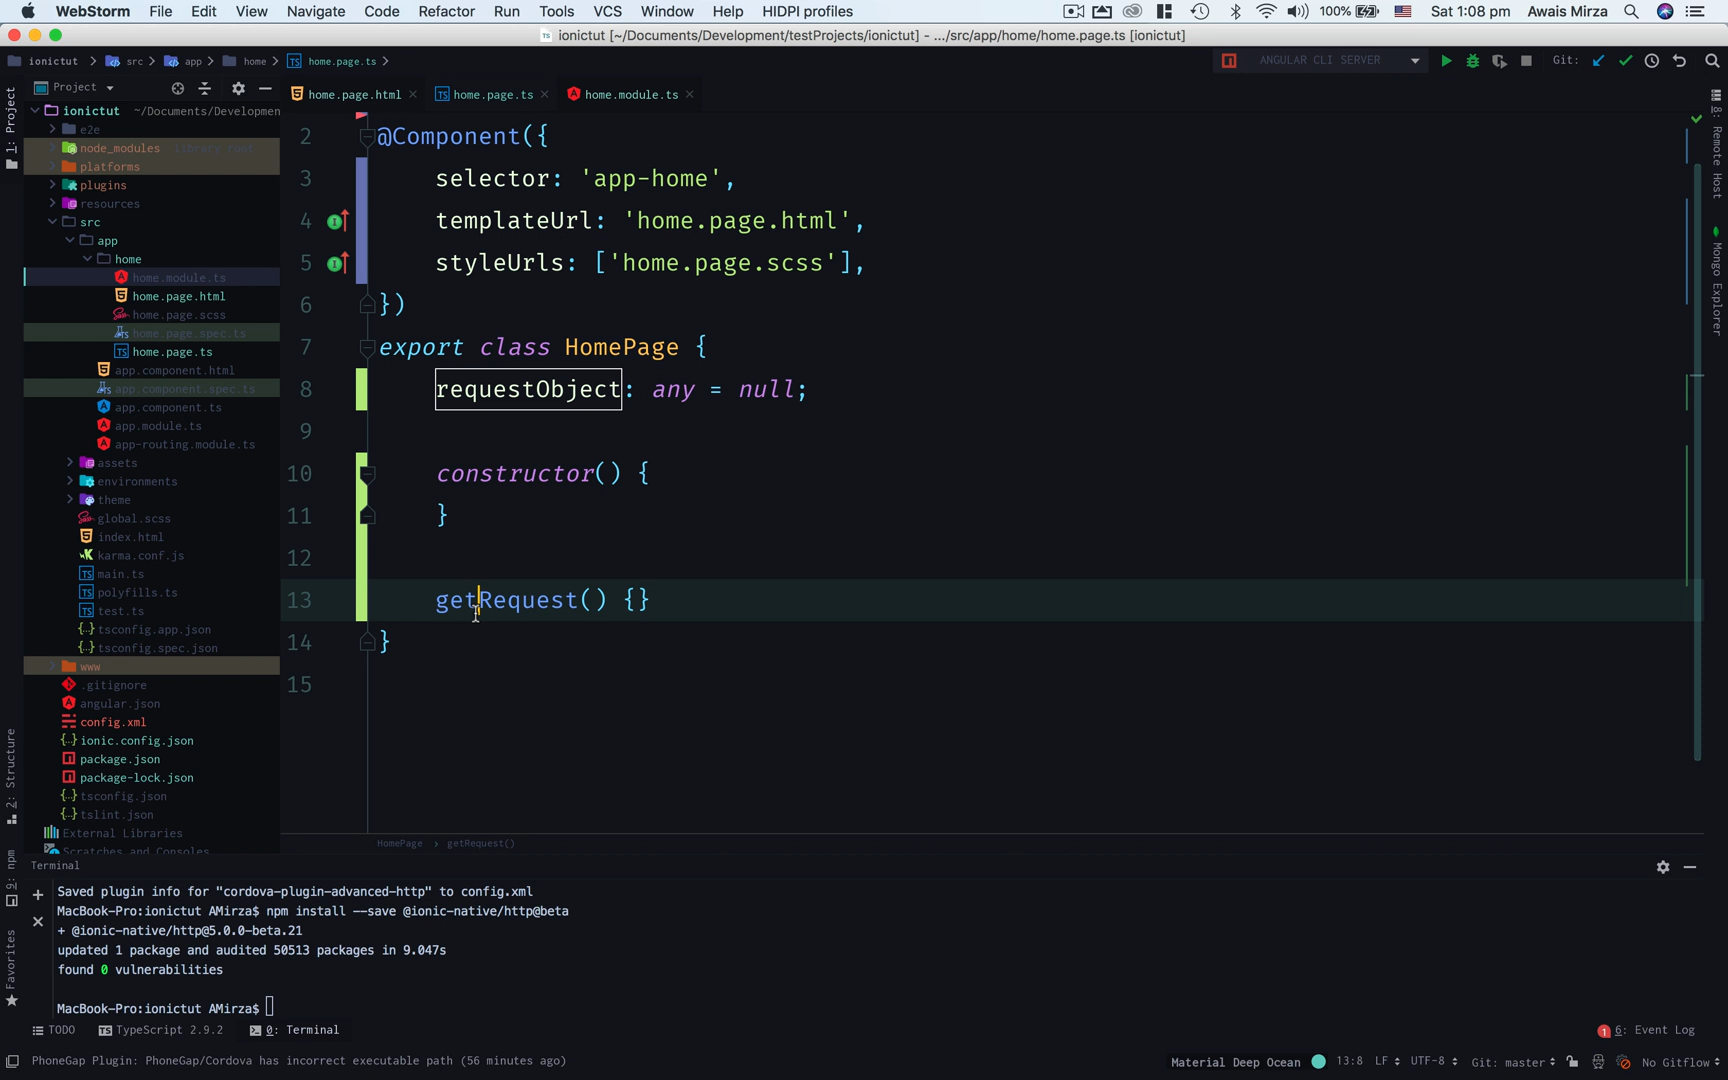 WebStorm File Edit View Navigate Code Refactor Run Tools VCS Window Help HIDPI profiles 100% Sat 1:08 pm Awais Mirza
ionictut [~/Documents/Development/testProjects/ionictut] - .../src/app/home/home.page.ts [ionictut]
ionictut src app home home.page.ts ANGULAR CLI SERVER Git:
Project home.page.html home.page.ts home.module.ts
1: Project
ionictut ~/Documents/Developmen
e2e
node_modules library root
platforms
plugins
resources
src
app
home
home.module.ts
home.page.html
home.page.scss
home.page.spec.ts
home.page.ts
app.component.html
app.component.spec.ts
app.component.ts
app.module.ts
app-routing.module.ts
assets
environments
theme
global.scss
index.html
karma.conf.js
main.ts
polyfills.ts
test.ts
tsconfig.app.json
tsconfig.spec.json
www
.gitignore
angular.json
config.xml
ionic.config.json
package.json
package-lock.json
tsconfig.json
tslint.json
External Libraries
Scratches and Consoles
2 @Component({
3 selector: 'app-home',
4 templateUrl: 'home.page.html',
5 styleUrls: ['home.page.scss'],
6 })
7 export class HomePage {
8 requestObject: any = null;
9
10 constructor() {
11 }
12
13 getRequest() {}
14 }
15
HomePage › getRequest()
8: Remote Host
Mongo Explorer
2: Structure
9: npm
Favorites
Terminal
Saved plugin info for "cordova-plugin-advanced-http" to config.xml
MacBook-Pro:ionictut AMirza$ npm install --save @ionic-native/http@beta
+ @ionic-native/http@5.0.0-beta.21
updated 1 package and audited 50513 packages in 9.047s
found 0 vulnerabilities
MacBook-Pro:ionictut AMirza$
TODO TypeScript 2.9.2 0: Terminal 1 6: Event Log
PhoneGap Plugin: PhoneGap/Cordova has incorrect executable path (56 minutes ago) Material Deep Ocean 13:8 LF UTF-8 Git: master No Gitflow